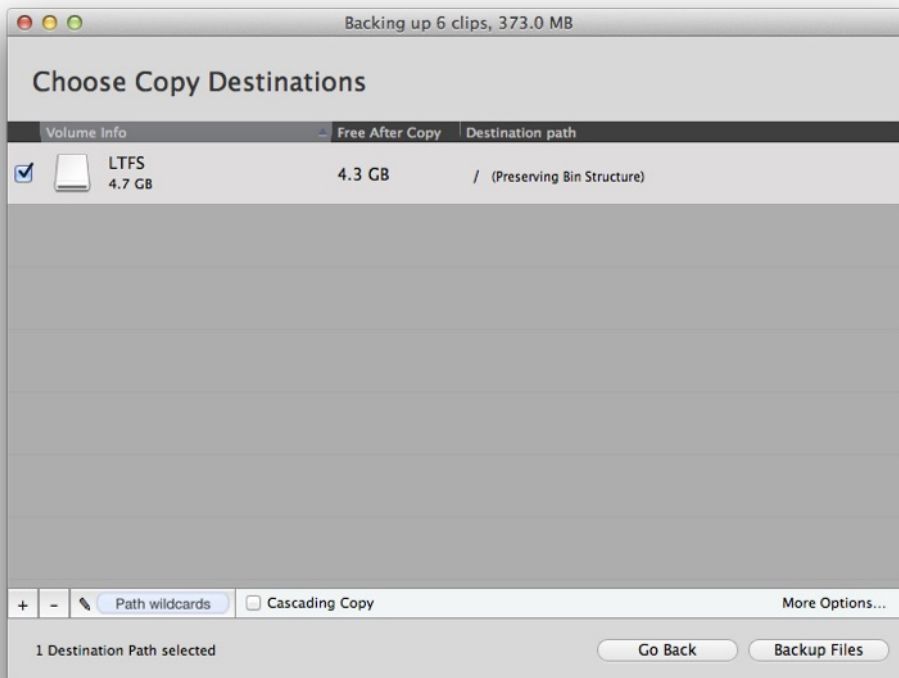 Backing up 6 clips, 373.0 MB
Choose Copy Destinations
Volume Info Free After Copy Destination path
LTFS
4.7 GB
4.3 GB
/ (Preserving Bin Structure)
+ - Path wildcards Cascading Copy More Options...
1 Destination Path selected
Go Back Backup Files